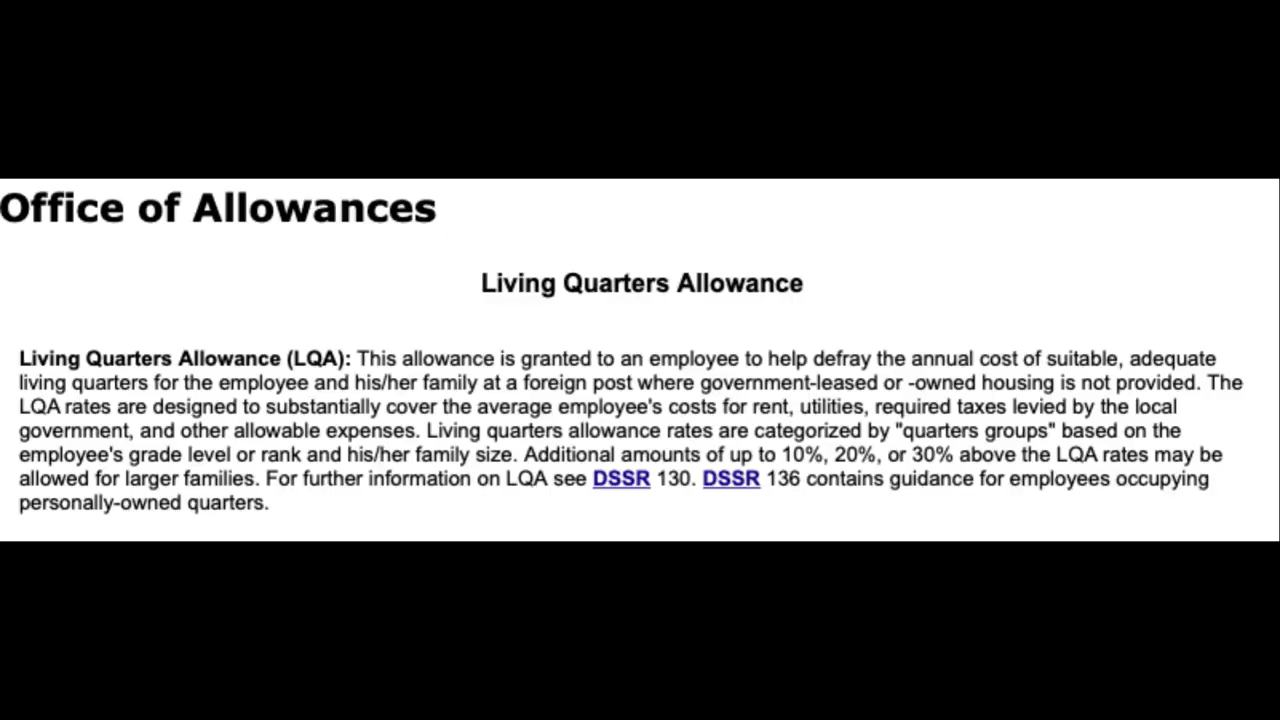 Office of Allowances
Living Quarters Allowance
Living Quarters Allowance (LQA): This allowance is granted to an employee to help defray the annual cost of suitable, adequate
living quarters for the employee and his/her family at a foreign post where government-leased or -owned housing is not provided. The
LQA rates are designed to substantially cover the average employee's costs for rent, utilities, required taxes levied by the local
government, and other allowable expenses. Living quarters allowance rates are categorized by "quarters groups" based on the
employee's grade level or rank and his/her family size. Additional amounts of up to 10%, 20%, or 30% above the LQA rates may be
allowed for larger families. For further information on LQA see DSSR 130. DSSR 136 contains guidance for employees occupying
personally-owned quarters.